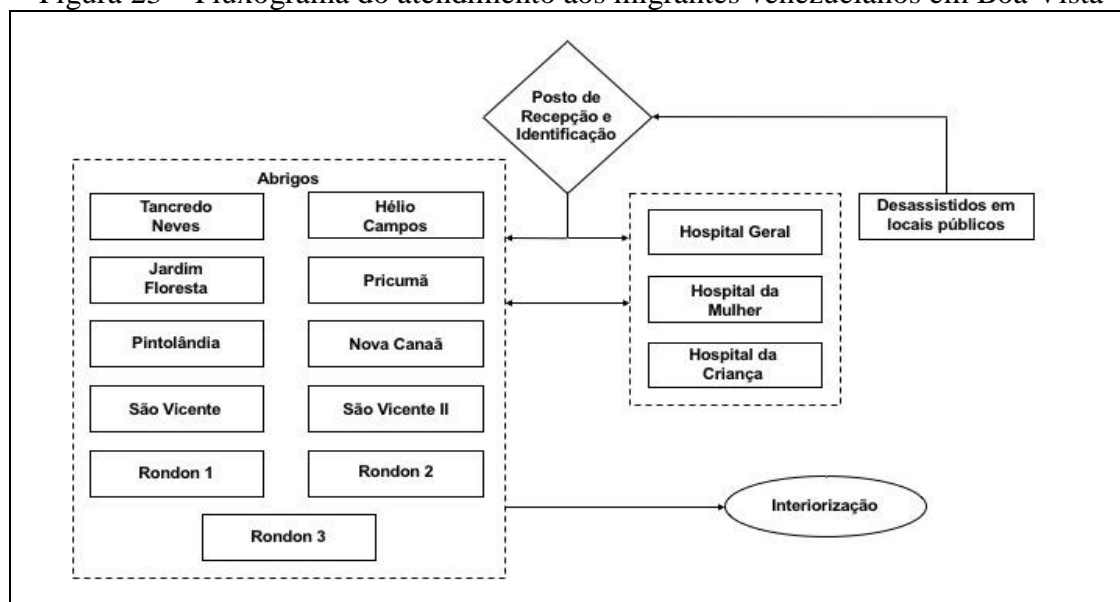 Figura 23 – Fluxograma do atendimento aos migrantes venezuelanos em Boa Vista
Posto de
Recepção e
Identificação
Abrigos
Tancredo
Neves
Hélio
Campos
Jardim
Floresta
Pricumã
Pintolândia
Nova Canaã
São Vicente
São Vicente II
Rondon 1
Rondon 2
Rondon 3
Hospital Geral
Hospital da
Mulher
Hospital da
Criança
Desassistidos em
locais públicos
Interiorização